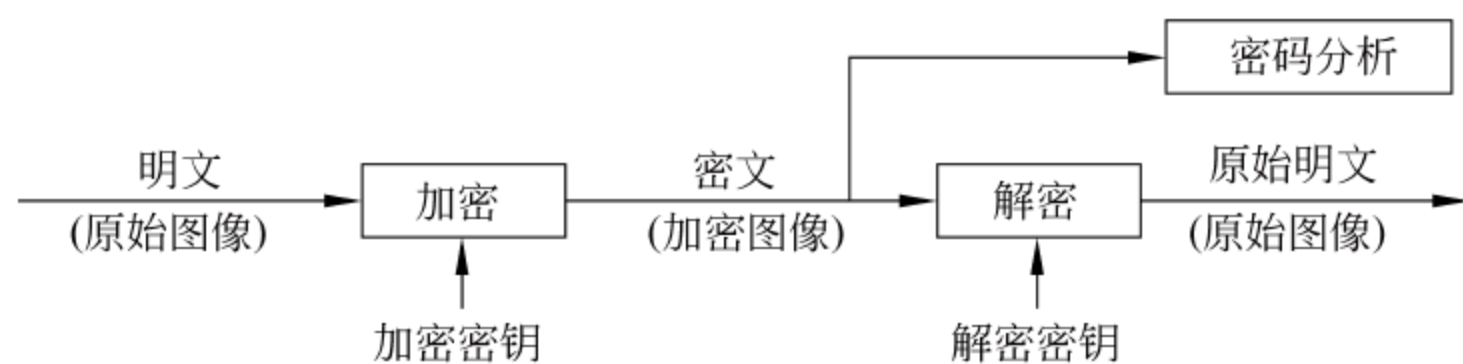 密码分析
明文
(原始图像)
加密
密文
(加密图像)
解密
原始明文
(原始图像)
加密密钥
解密密钥